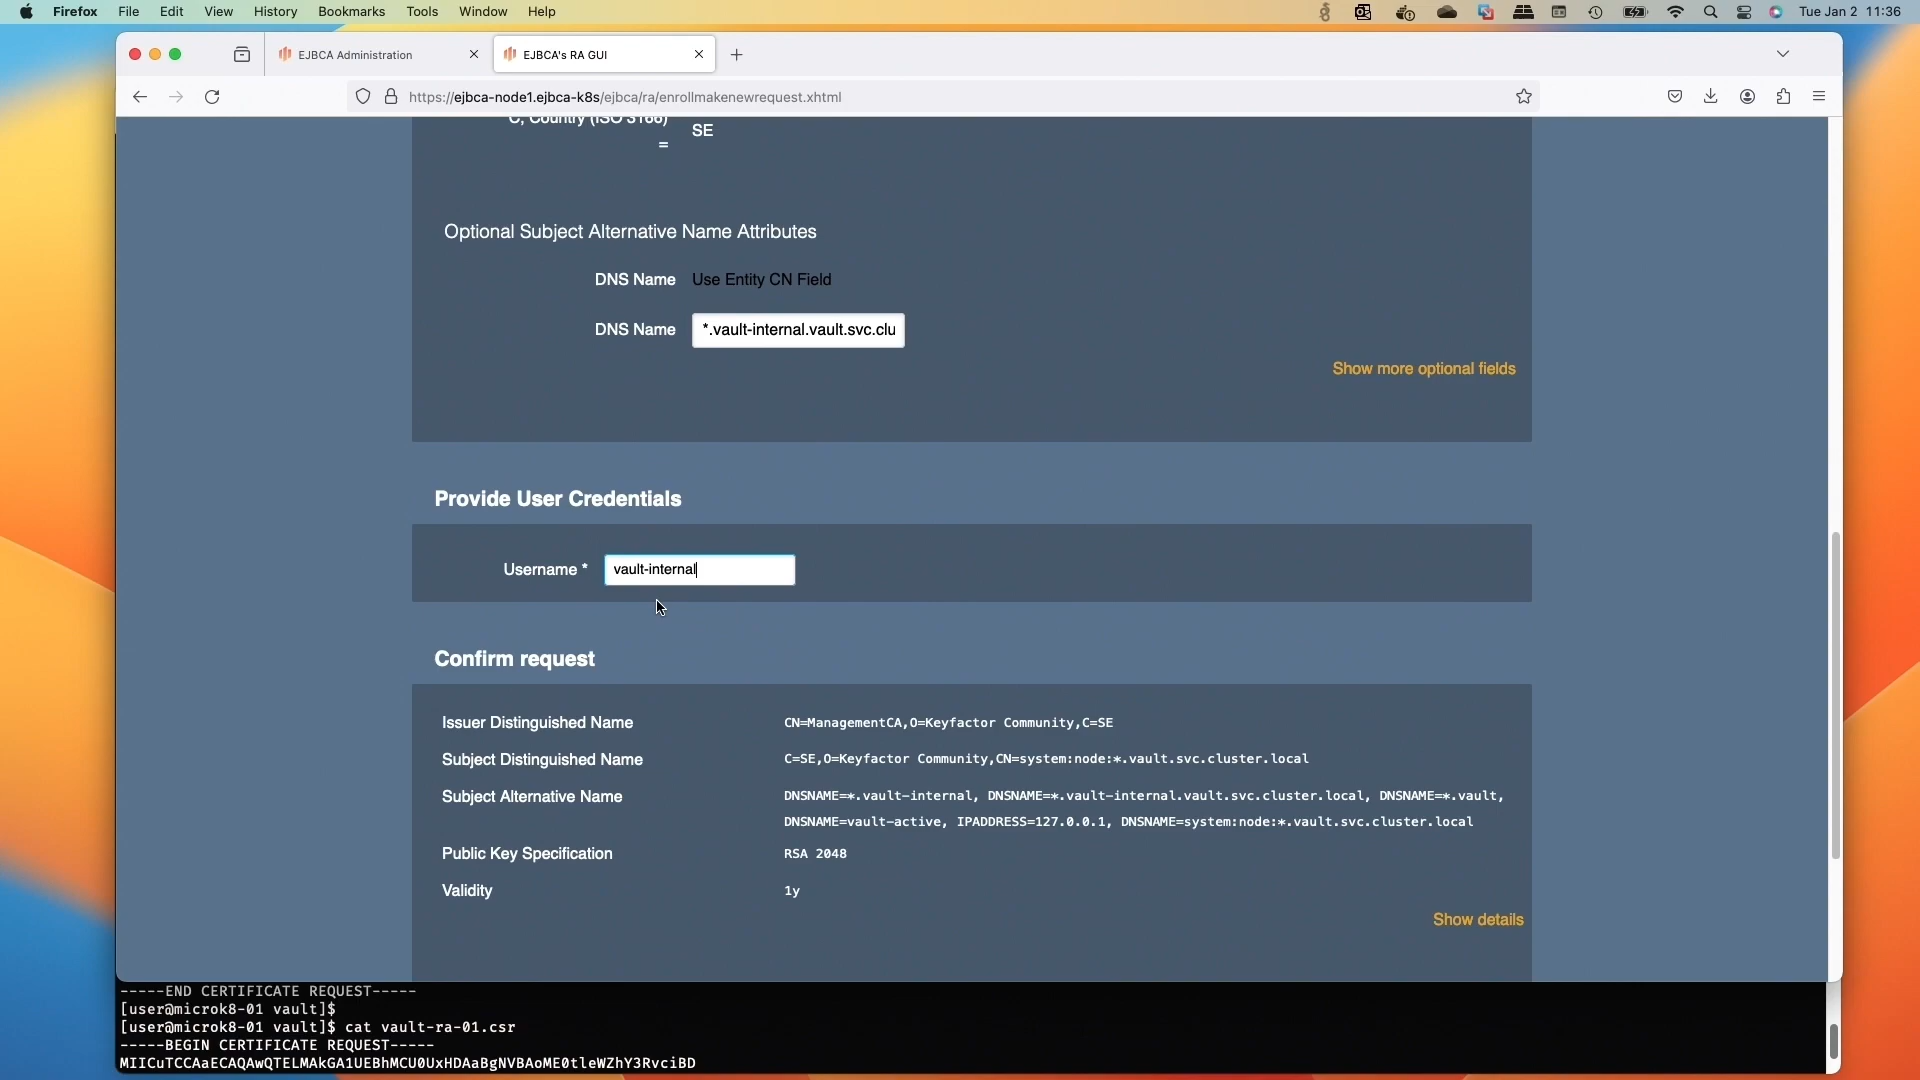 Firefox File Edit View History Bookmarks Tools Window Help Tue Jan 2 11:36
EJBCA Administration EJBCA's RA GUI
https://ejbca-node1.ejbca-k8s/ejbca/ra/enrollmakenewrequest.xhtml
C, Country (ISO 3166)
= SE
Optional Subject Alternative Name Attributes
DNS Name Use Entity CN Field
DNS Name *.vault-internal.vault.svc.clu
Show more optional fields
Provide User Credentials
Username * vault-internal
Confirm request
Issuer Distinguished Name CN=ManagementCA,O=Keyfactor Community,C=SE
Subject Distinguished Name C=SE,O=Keyfactor Community,CN=system:node:*.vault.svc.cluster.local
Subject Alternative Name DNSNAME=*.vault-internal, DNSNAME=*.vault-internal.vault.svc.cluster.local, DNSNAME=*.vault,
DNSNAME=vault-active, IPADDRESS=127.0.0.1, DNSNAME=system:node:*.vault.svc.cluster.local
Public Key Specification RSA 2048
Validity 1y
Show details
-----END CERTIFICATE REQUEST-----
[user@microk8-01 vault]$
[user@microk8-01 vault]$ cat vault-ra-01.csr
-----BEGIN CERTIFICATE REQUEST-----
MIICuTCCAaECAQAwQTELMAkGA1UEBhMCU0UxHDAaBgNVBAoME0tleWZhY3RvciBD